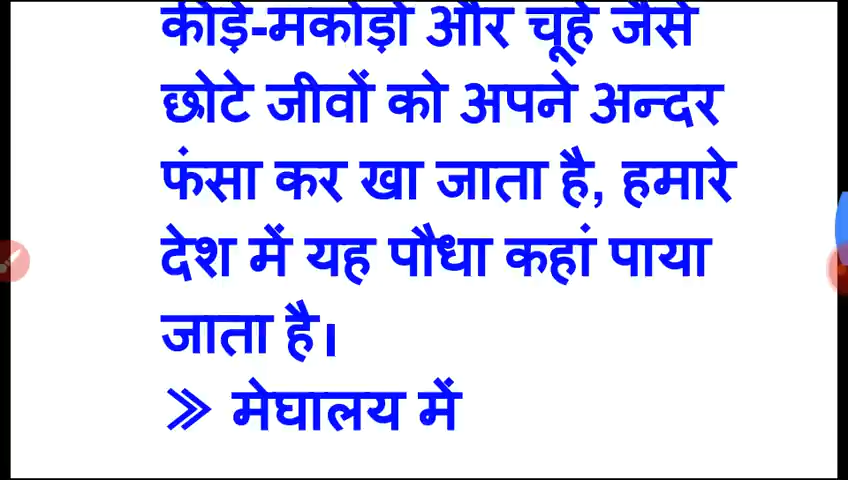 कीड़े-मकोड़ो और चूहे जैसे
छोटे जीवों को अपने अन्दर
फंसा कर खा जाता है, हमारे
देश में यह पौधा कहां पाया
जाता है।
≫ मेघालय में